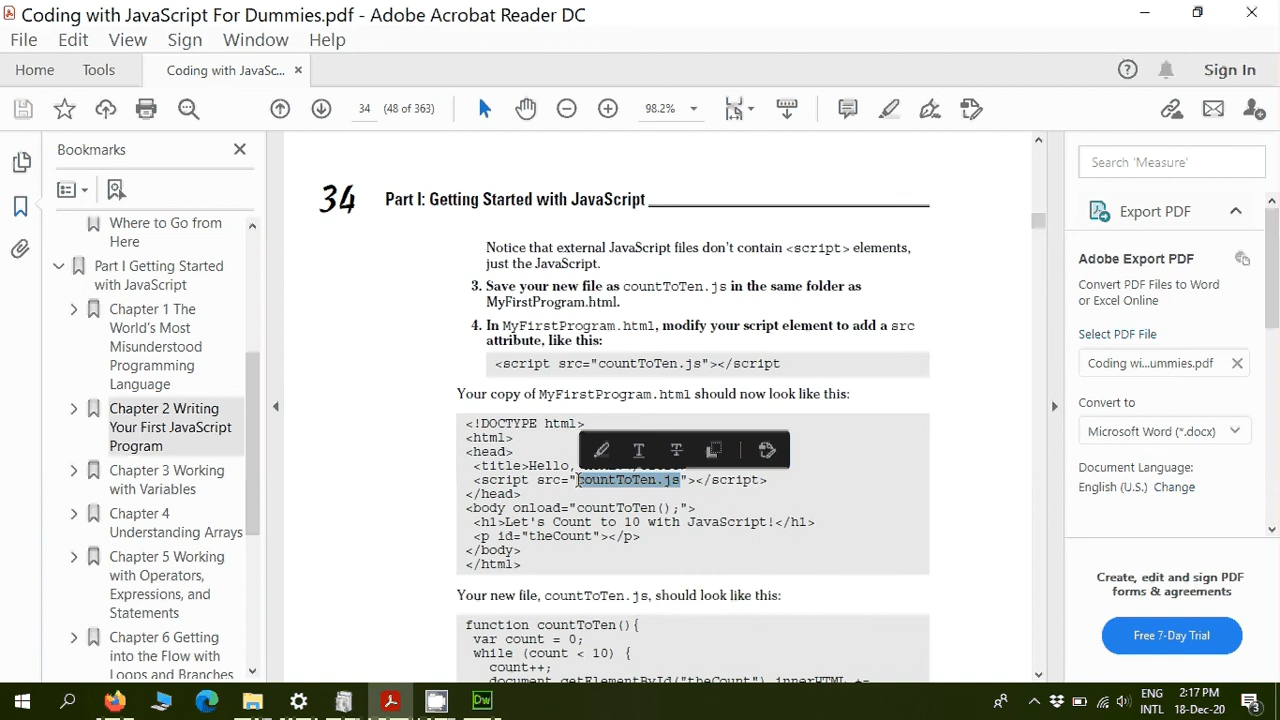 Coding with JavaScript For Dummies.pdf - Adobe Acrobat Reader DC
File Edit View Sign Window Help
Home Tools Coding with JavaSc... Sign In
34 (48 of 363) 98.2%
Bookmarks
Where to Go from
Here
Part I Getting Started
with JavaScript
Chapter 1 The
World's Most
Misunderstood
Programming
Language
Chapter 2 Writing
Your First JavaScript
Program
Chapter 3 Working
with Variables
Chapter 4
Understanding Arrays
Chapter 5 Working
with Operators,
Expressions, and
Statements
Chapter 6 Getting
into the Flow with
Loops and Branches
34 Part I: Getting Started with JavaScript
Notice that external JavaScript files don't contain <script> elements,
just the JavaScript.
3. Save your new file as countToTen.js in the same folder as
MyFirstProgram.html.
4. In MyFirstProgram.html, modify your script element to add a src
attribute, like this:
<script src="countToTen.js"></script
Your copy of MyFirstProgram.html should now look like this:
<!DOCTYPE html>
<html>
<head>
<title>Hello,
<script src="countToTen.js"></script>
</head>
<body onload="countToTen();">
<h1>Let's Count to 10 with JavaScript!</h1>
<p id="theCount"></p>
</body>
</html>
Your new file, countToTen.js, should look like this:
function countToTen(){
var count = 0;
while (count < 10) {
count++;
document.getElementById("theCount").innerHTML +=
Search 'Measure'
Export PDF
Adobe Export PDF
Convert PDF Files to Word
or Excel Online
Select PDF File
Coding wi...ummies.pdf
Convert to
Microsoft Word (*.docx)
Document Language:
English (U.S.) Change
Create, edit and sign PDF
forms & agreements
Free 7-Day Trial
Dw
ENG
INTL
2:17 PM
18-Dec-20
3